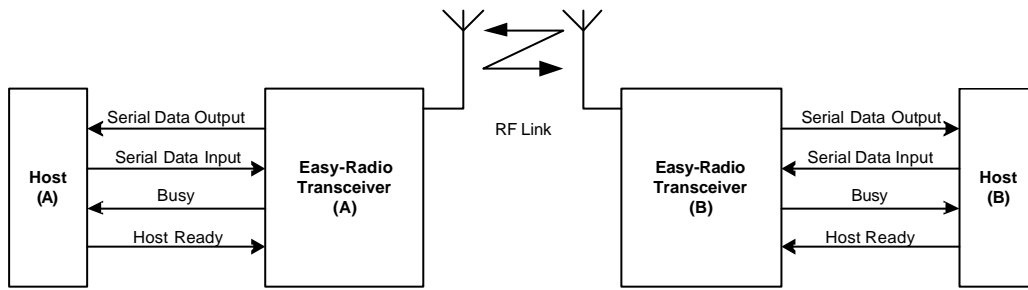 Serial Data Output
Serial Data Input
Busy
Host Ready
Host
(A)
Easy-Radio
Transceiver
(A)
RF Link
Easy-Radio
Transceiver
(B)
Serial Data Output
Serial Data Input
Busy
Host Ready
Host
(B)